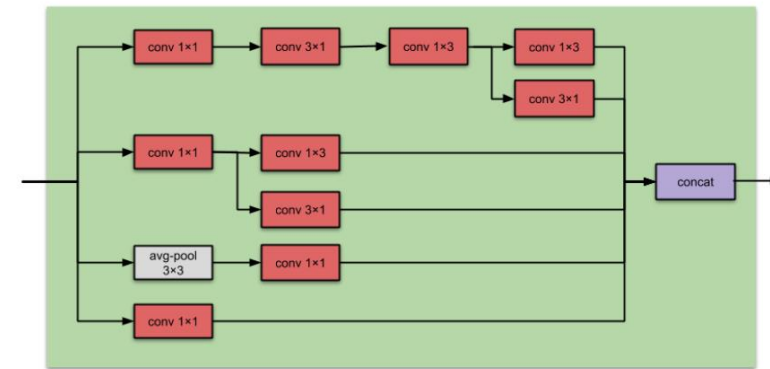 conv 1×1
conv 3×1
conv 1×3
conv 1×3
conv 3×1
conv 1×1
conv 1×3
conv 3×1
concat
avg-pool
3×3
conv 1×1
conv 1×1